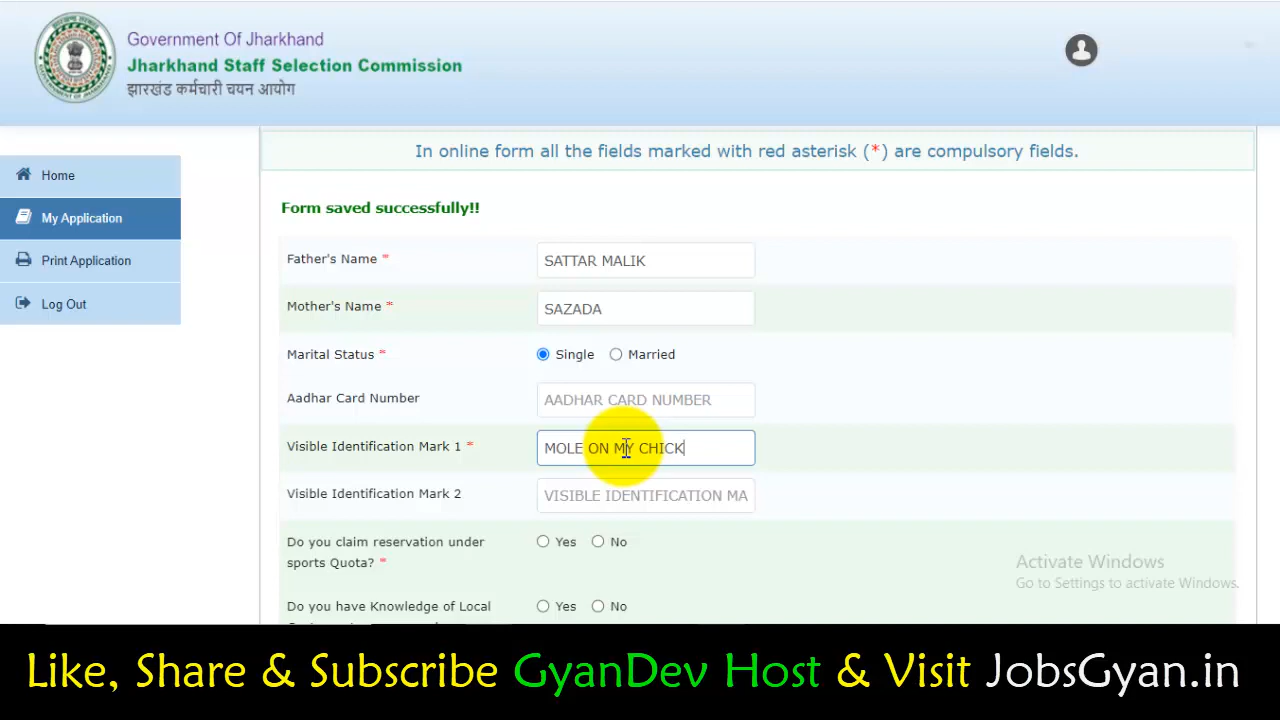 Government Of Jharkhand
Jharkhand Staff Selection Commission
झारखंड कर्मचारी चयन आयोग
In online form all the fields marked with red asterisk (*) are compulsory fields.
Home
My Application
Print Application
Log Out
Form saved successfully!!
Father's Name * SATTAR MALIK
Mother's Name * SAZADA
Marital Status * Single Married
Aadhar Card Number AADHAR CARD NUMBER
Visible Identification Mark 1 * MOLE ON MY CHICK
Visible Identification Mark 2 VISIBLE IDENTIFICATION MA
Do you claim reservation under Yes No
sports Quota? *
Do you have Knowledge of Local Yes No
Activate Windows
Go to Settings to activate Windows.
Like, Share & Subscribe GyanDev Host & Visit JobsGyan.in